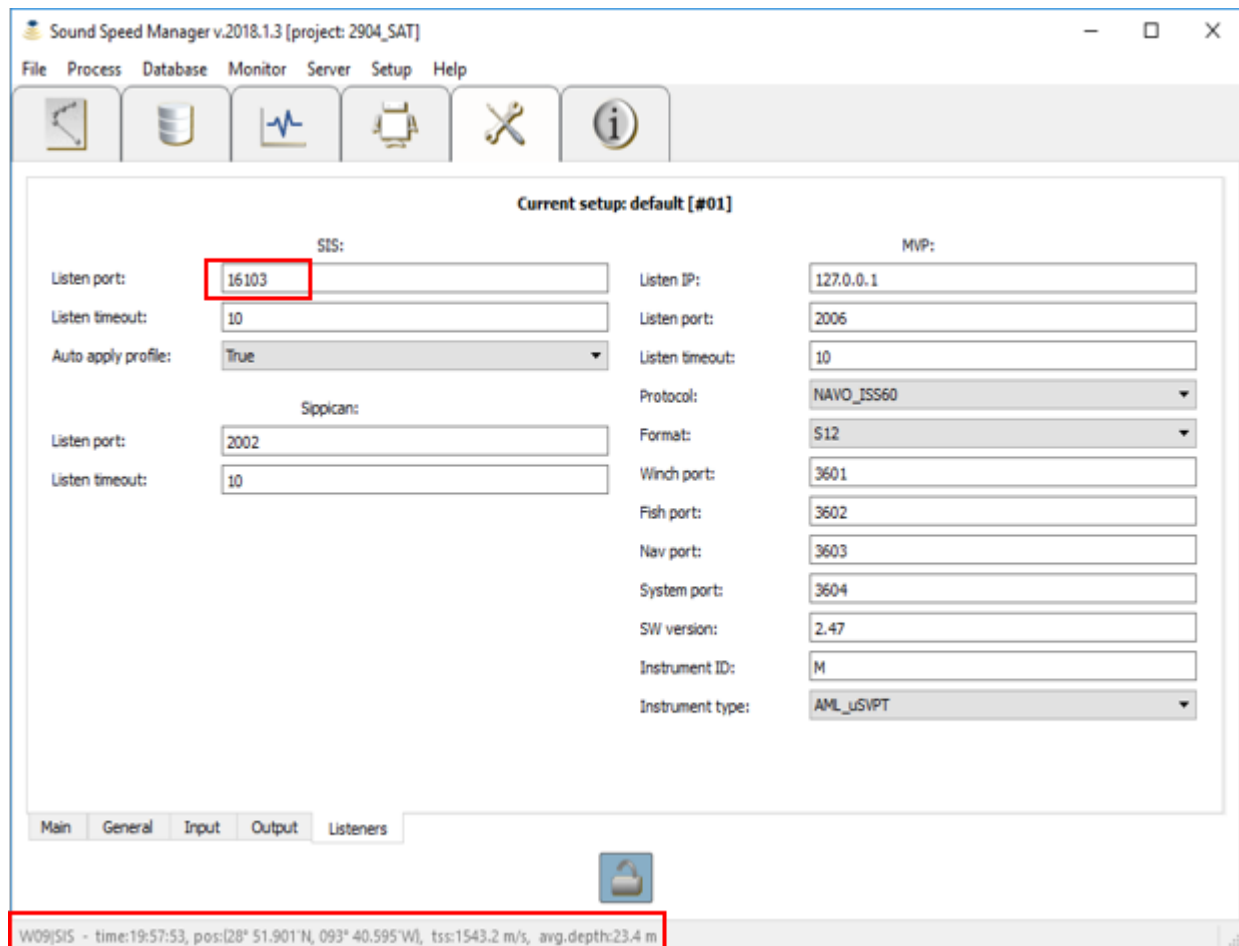 Sound Speed Manager v.2018.1.3 [project: 2904_SAT]
File Process Database Monitor Server Setup Help
Current setup: default [#01]
SIS:
Listen port: 16103
Listen timeout: 10
Auto apply profile: True
Sippican:
Listen port: 2002
Listen timeout: 10
MVP:
Listen IP: 127.0.0.1
Listen port: 2006
Listen timeout: 10
Protocol: NAVO_ISS60
Format: S12
Winch port: 3601
Fish port: 3602
Nav port: 3603
System port: 3604
SW version: 2.47
Instrument ID: M
Instrument type: AML_uSVPT
Main General Input Output Listeners
W09|SIS - time:19:57:53, pos:(28° 51.901'N, 093° 40.595'W), tss:1543.2 m/s, avg.depth:23.4 m